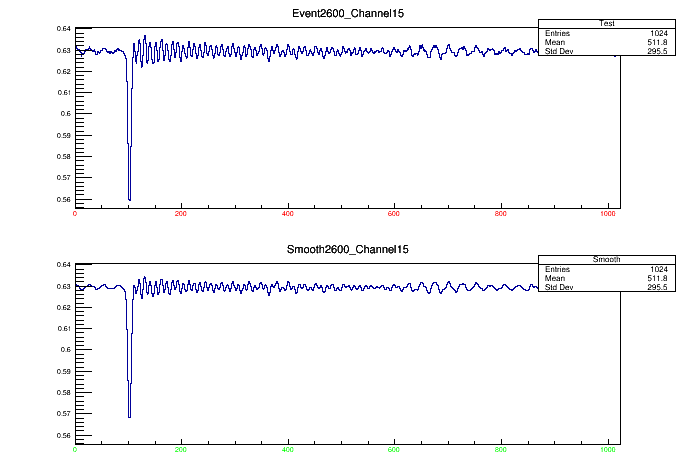 Event2600_Channel15
Test
Entries 1024
Mean 511.8
Std Dev 295.5
0.64
0.63
0.62
0.61
0.6
0.59
0.58
0.57
0.56
0 200 400 600 800 1000
Smooth2600_Channel15
Smooth
Entries 1024
Mean 511.8
Std Dev 295.5
0.64
0.63
0.62
0.61
0.6
0.59
0.58
0.57
0.56
0 200 400 600 800 1000